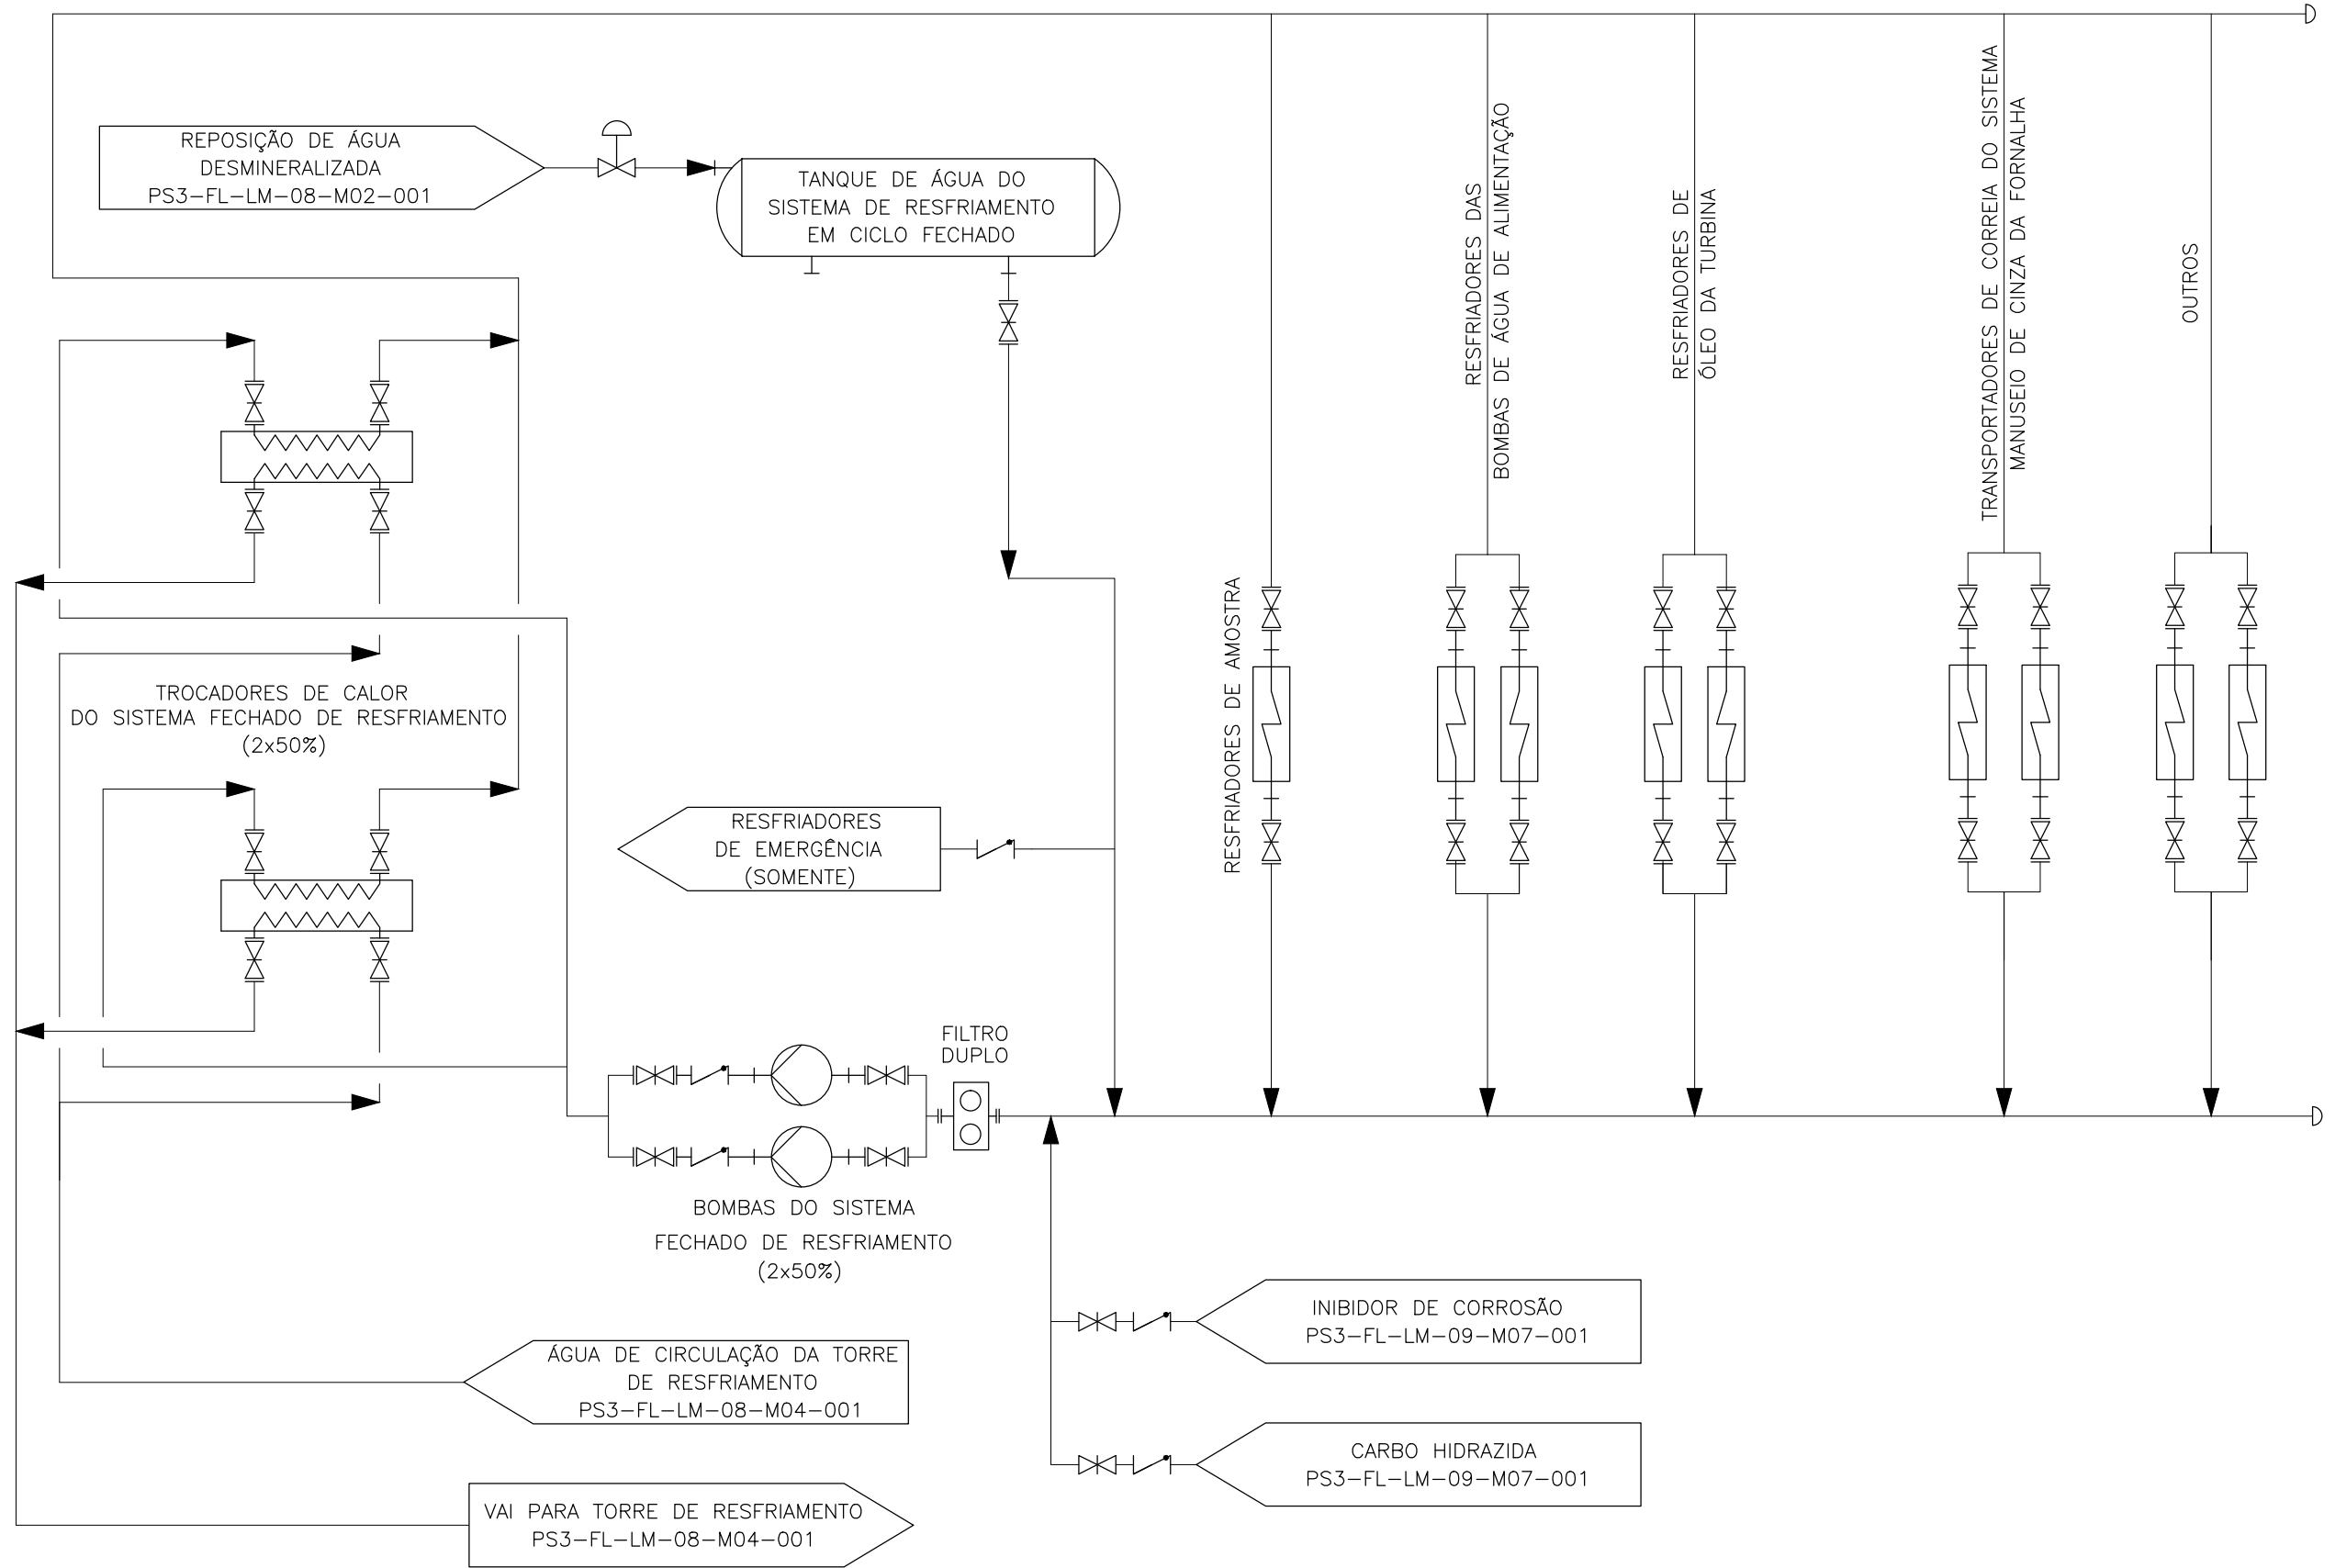 REPOSIÇÃO DE ÁGUA
DESMINERALIZADA
PS3-FL-LM-08-M02-001
TANQUE DE ÁGUA DO
SISTEMA DE RESFRIAMENTO
EM CICLO FECHADO
RESFRIADORES DAS
BOMBAS DE ÁGUA DE ALIMENTAÇÃO
RESFRIADORES DE
ÓLEO DA TURBINA
TRANSPORTADORES DE CORREIA DO SISTEMA
MANUSEIO DE CINZA DA FORNALHA
OUTROS
RESFRIADORES DE AMOSTRA
TROCADORES DE CALOR
DO SISTEMA FECHADO DE RESFRIAMENTO
(2x50%)
RESFRIADORES
DE EMERGÊNCIA
(SOMENTE)
FILTRO
DUPLO
BOMBAS DO SISTEMA
FECHADO DE RESFRIAMENTO
(2x50%)
INIBIDOR DE CORROSÃO
PS3-FL-LM-09-M07-001
ÁGUA DE CIRCULAÇÃO DA TORRE
DE RESFRIAMENTO
PS3-FL-LM-08-M04-001
CARBO HIDRAZIDA
PS3-FL-LM-09-M07-001
VAI PARA TORRE DE RESFRIAMENTO
PS3-FL-LM-08-M04-001